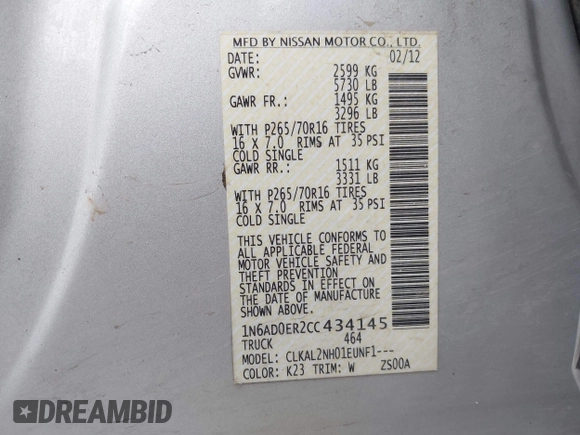 MFD BY NISSAN MOTOR CO., LTD.
DATE: 02/12
GVWR: 2599 KG
5730 LB
GAWR FR.: 1495 KG
3296 LB
WITH P265/70R16 TIRES
16 X 7.0 RIMS AT 35 PSI
COLD SINGLE
GAWR RR.: 1511 KG
3331 LB
WITH P265/70R16 TIRES
16 X 7.0 RIMS AT 35 PSI
COLD SINGLE
THIS VEHICLE CONFORMS TO
ALL APPLICABLE FEDERAL
MOTOR VEHICLE SAFETY AND
THEFT PREVENTION
STANDARDS IN EFFECT ON
THE DATE OF MANUFACTURE
SHOWN ABOVE.
1N6AD0ER2CC434145
TRUCK 464
MODEL: CLKAL2NH01EUNF1---
COLOR: K23 TRIM: W ZS00A
DREAMBID